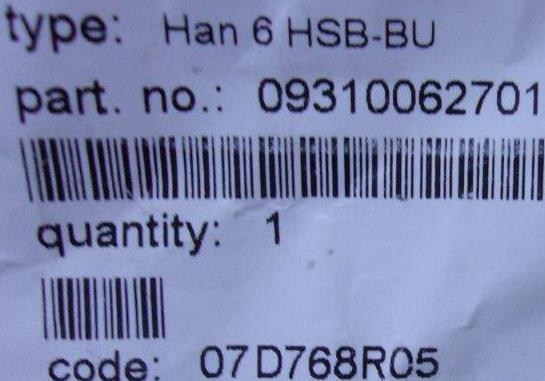 type: Han 6 HSB-BU
part. no.: 09310062701
quantity: 1
code: 07D768R05